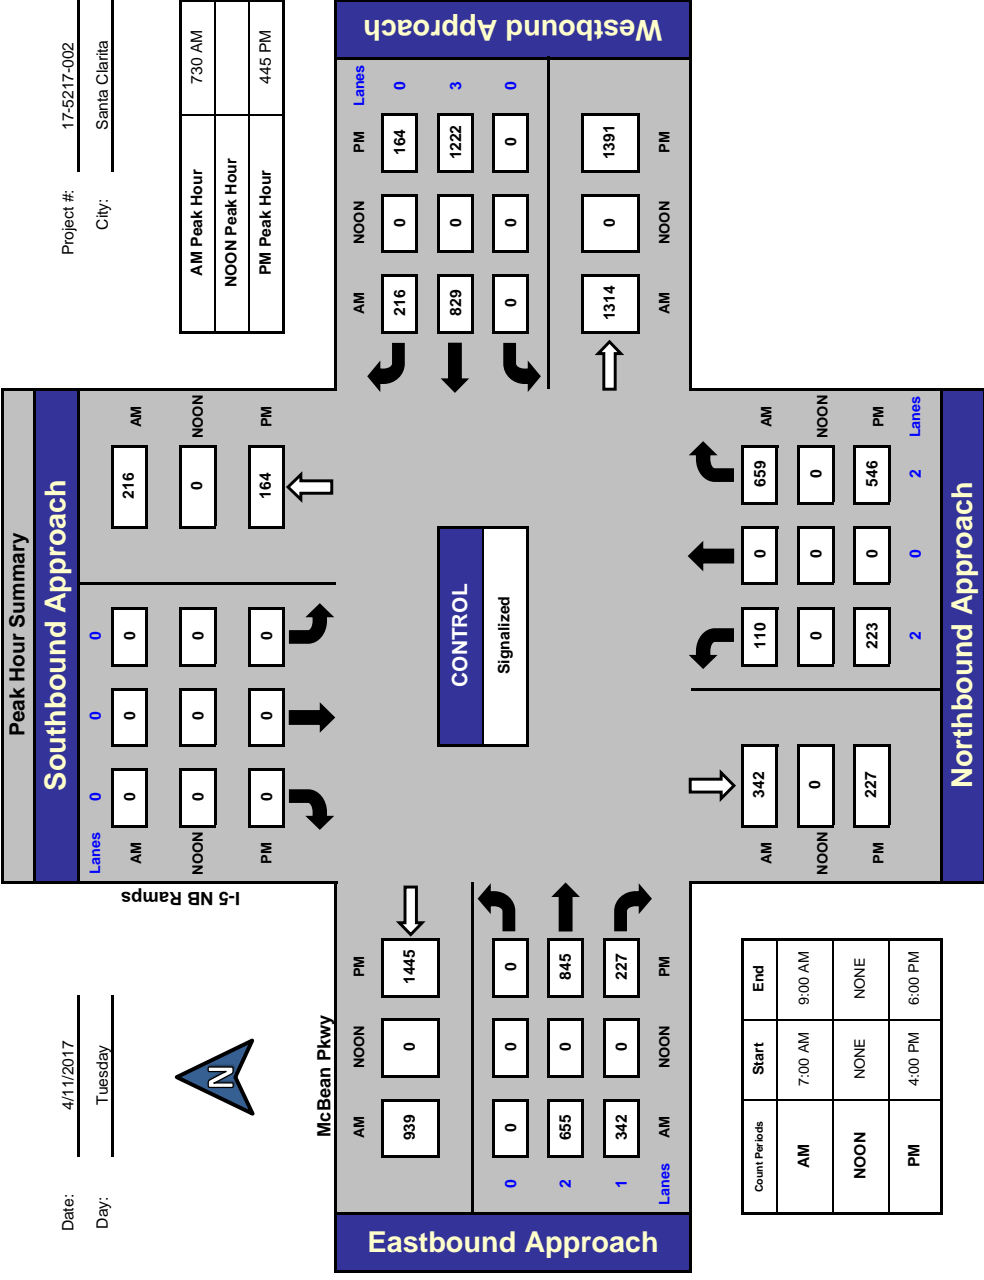 Peak Hour Summary
Southbound Approach
Project #: 17-5217-002
City: Santa Clarita
AM Peak Hour 730 AM
NOON Peak Hour
PM Peak Hour 445 PM
Date: 4/11/2017
Day: Tuesday
N
I-5 NB Ramps
Lanes 0 0 0
AM 0 0 0 216 AM
NOON 0 0 0 0 NOON
PM 0 0 0 164 PM
McBean Pkwy
Eastbound Approach
AM NOON PM
939 0 1445
0 0 0 0
2 655 0 845
1 342 0 227
Lanes AM NOON PM
CONTROL
Signalized
Westbound Approach
AM NOON PM Lanes
216 0 164 0
829 0 1222 3
0 0 0 0
1314 0 1391
AM NOON PM
AM 342 110 0 659 AM
NOON 0 0 0 0 NOON
PM 227 223 0 546 PM
2 0 2 Lanes
Northbound Approach
Count Periods Start End
AM 7:00 AM 9:00 AM
NOON NONE NONE
PM 4:00 PM 6:00 PM